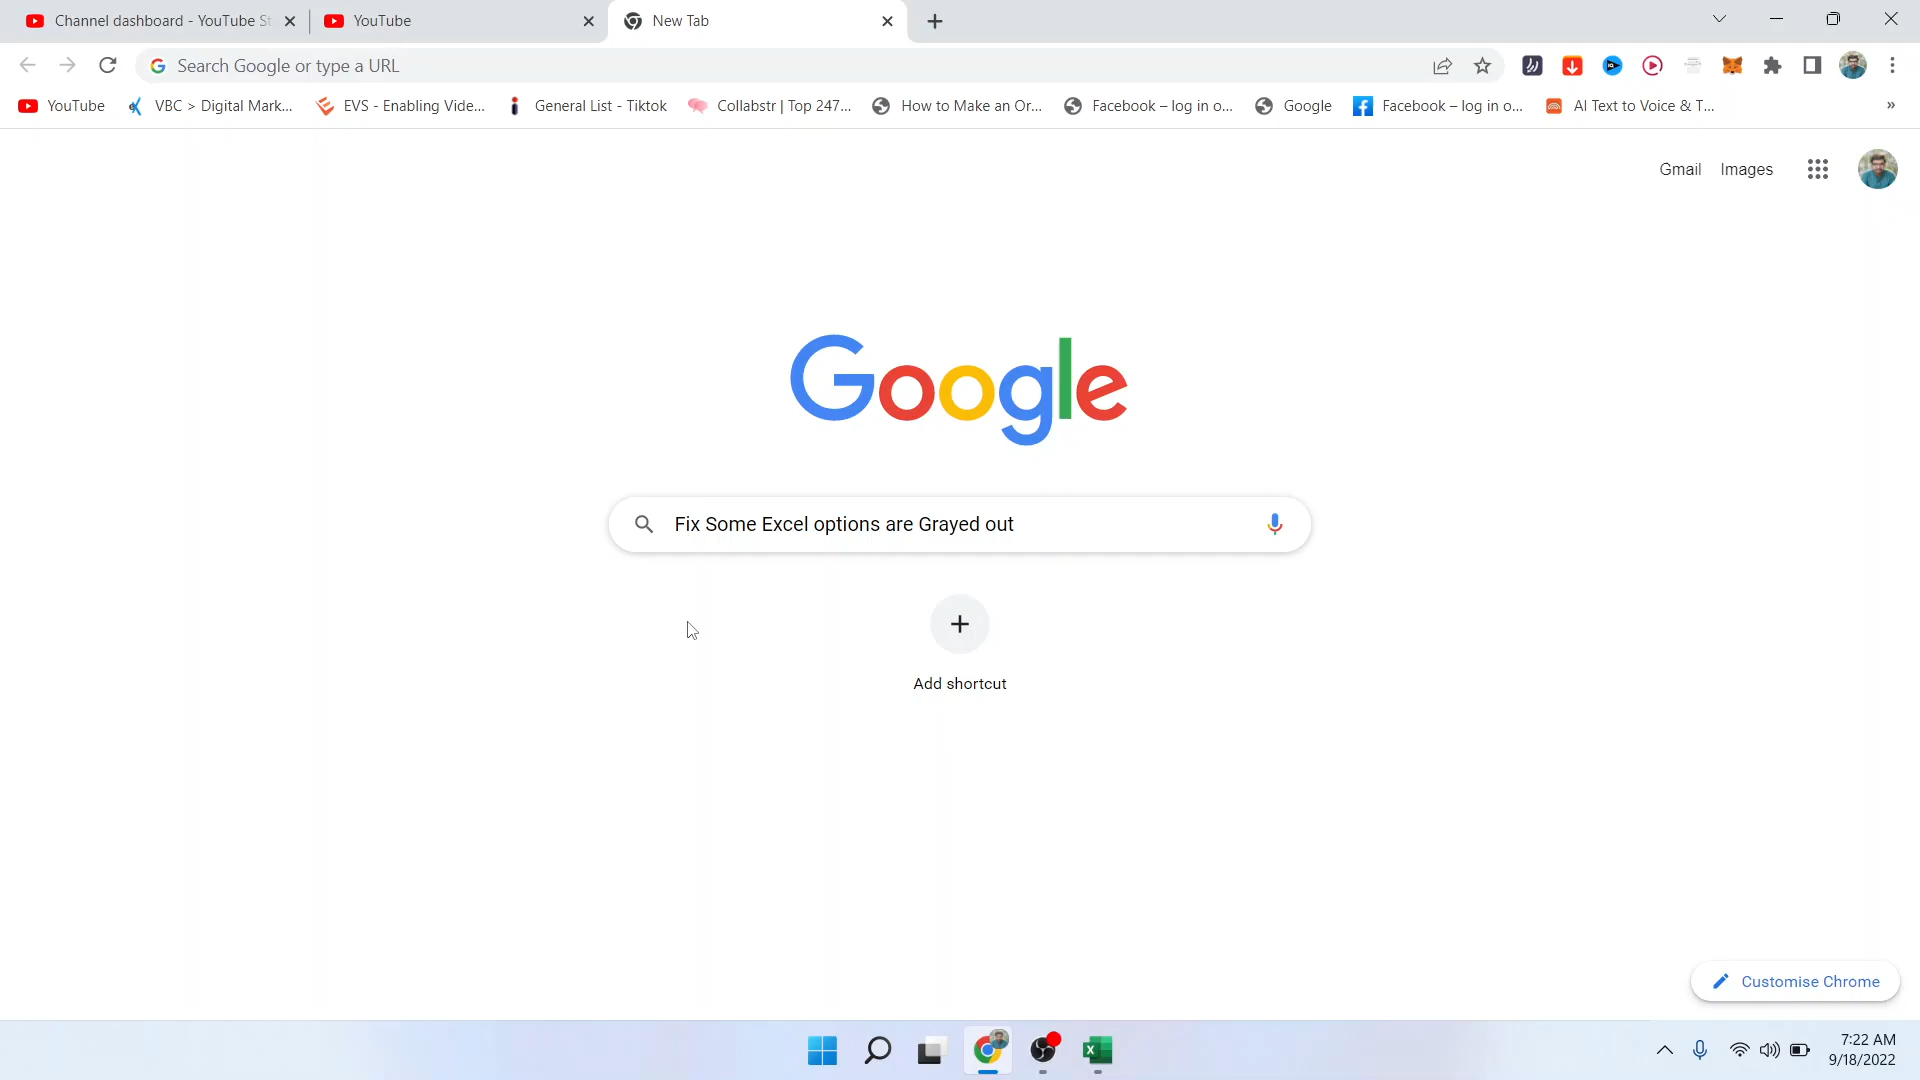 Channel dashboard - YouTube St
YouTube
New Tab
Search Google or type a URL
YouTube
VBC > Digital Mark...
EVS - Enabling Vide...
General List - Tiktok
Collabstr | Top 247...
How to Make an Or...
Facebook – log in o...
Google
Facebook – log in o...
AI Text to Voice & T...
»
Gmail
Images
Google
Fix Some Excel options are Grayed out
Add shortcut
Customise Chrome
7:22 AM
9/18/2022